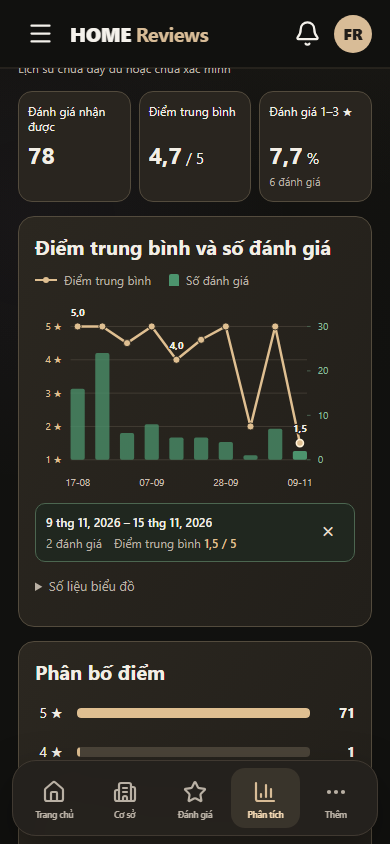 HOME Reviews
FR
Lịch sử chưa đầy đủ hoặc chưa xác minh
Đánh giá nhận được
78
Điểm trung bình
4,7 / 5
Đánh giá 1–3 ★
7,7 %
6 đánh giá
Điểm trung bình và số đánh giá
Điểm trung bình
Số đánh giá
5,0
5 ★
30
4,0
4 ★
20
3 ★
10
2 ★
1,5
1 ★
0
17-08
07-09
28-09
09-11
9 thg 11, 2026 – 15 thg 11, 2026
2 đánh giá Điểm trung bình 1,5 / 5
Số liệu biểu đồ
Phân bố điểm
5 ★ 71
4 ★ 1
Trang chủ
Cơ sở
Đánh giá
Phân tích
Thêm